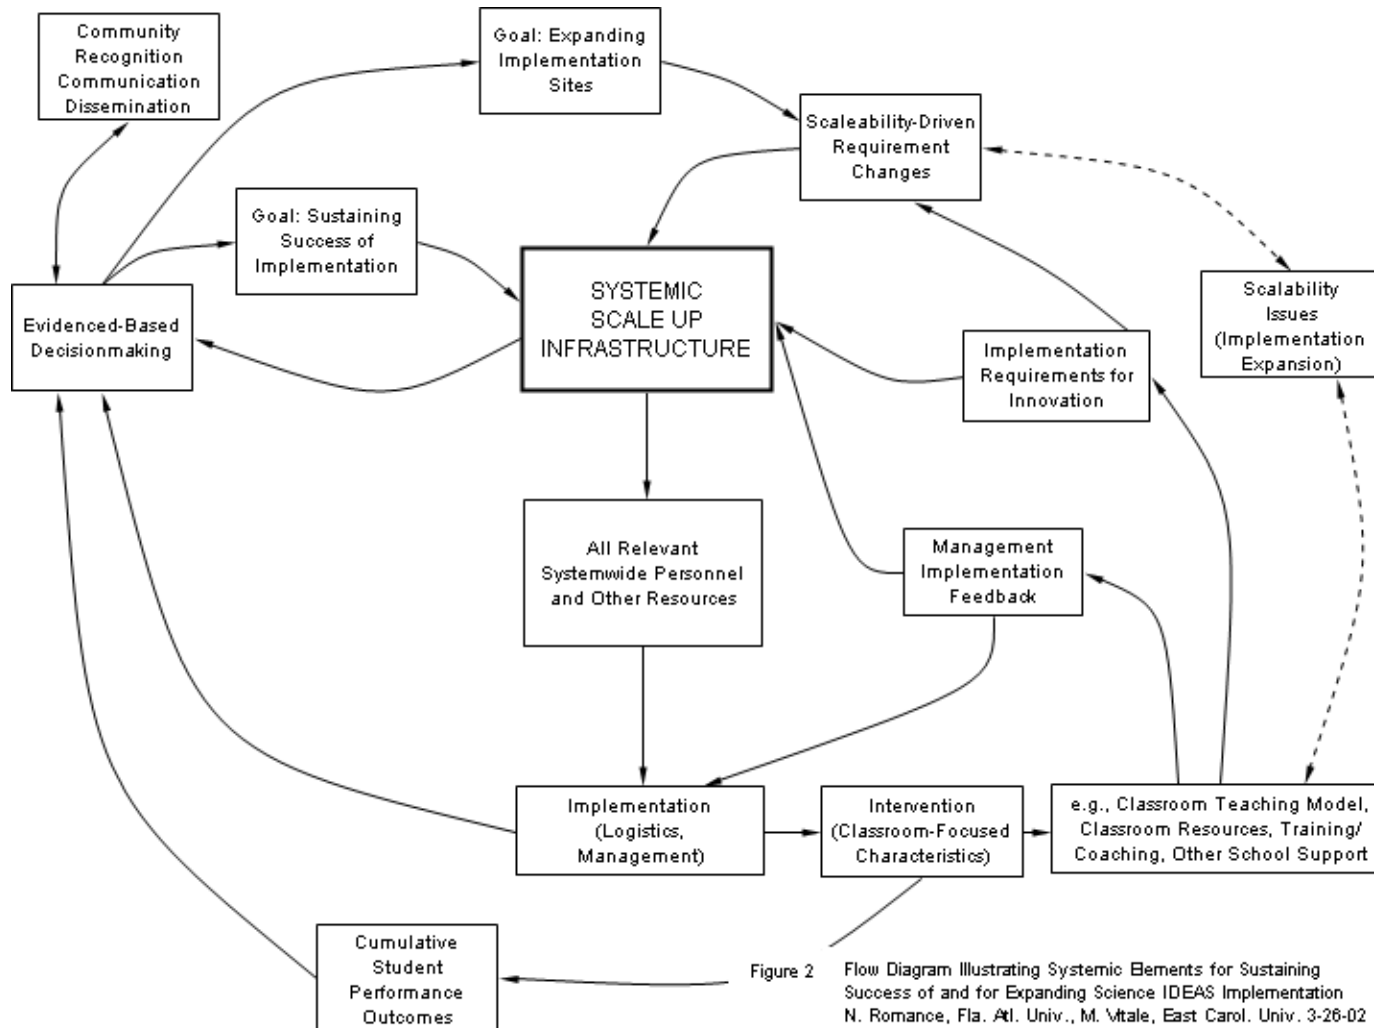 Community
Recognition
Communication
Dissemination
Goal: Expanding
Implementation
Sites
Scaleability-Driven
Requirement
Changes
Goal: Sustaining
Success of
Implementation
SYSTEMIC
SCALE UP
INFRASTRUCTURE
Scalability
Issues
(Implementation
Expansion)
Evidenced-Based
Decisionmaking
Implementation
Requirements for
Innovation
All Relevant
Systemwide Personnel
and Other Resources
Management
Implementation
Feedback
Implementation
(Logistics,
Management)
Intervention
(Classroom-Focused
Characteristics)
e.g., Classroom Teaching Model,
Classroom Resources, Training/
Coaching, Other School Support
Cumulative
Student
Performance
Outcomes
Figure 2 Flow Diagram Illustrating Systemic Elements for Sustaining
Success of and for Expanding Science IDEAS Implementation
N. Romance, Fla. Atl. Univ., M. Vitale, East Carol. Univ. 3-26-02